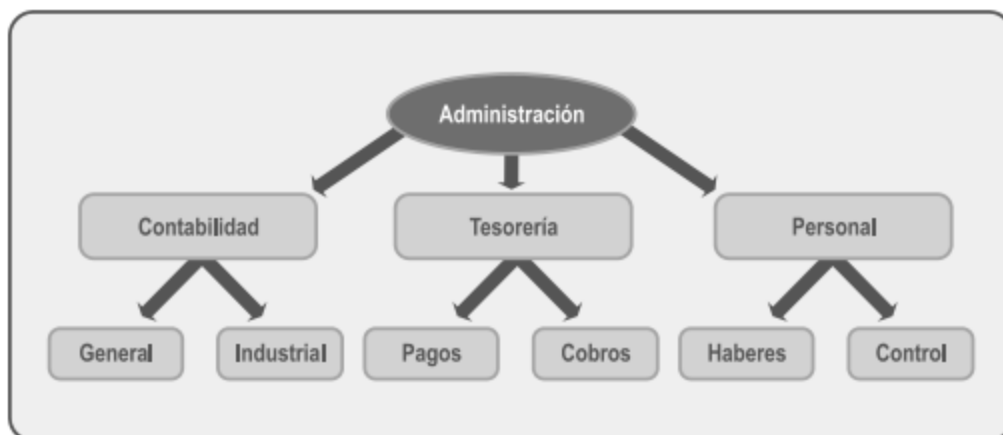 Administración
Contabilidad
Tesorería
Personal
General
Industrial
Pagos
Cobros
Haberes
Control